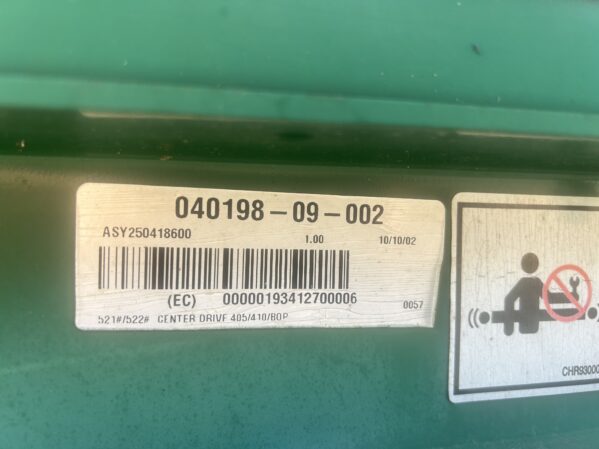 040198-09-002
ASY250418600
1.00 10/10/02
(EC) 00000193412700006
0057
521#/522# CENTER DRIVE 405/410/BOP
CHR93000